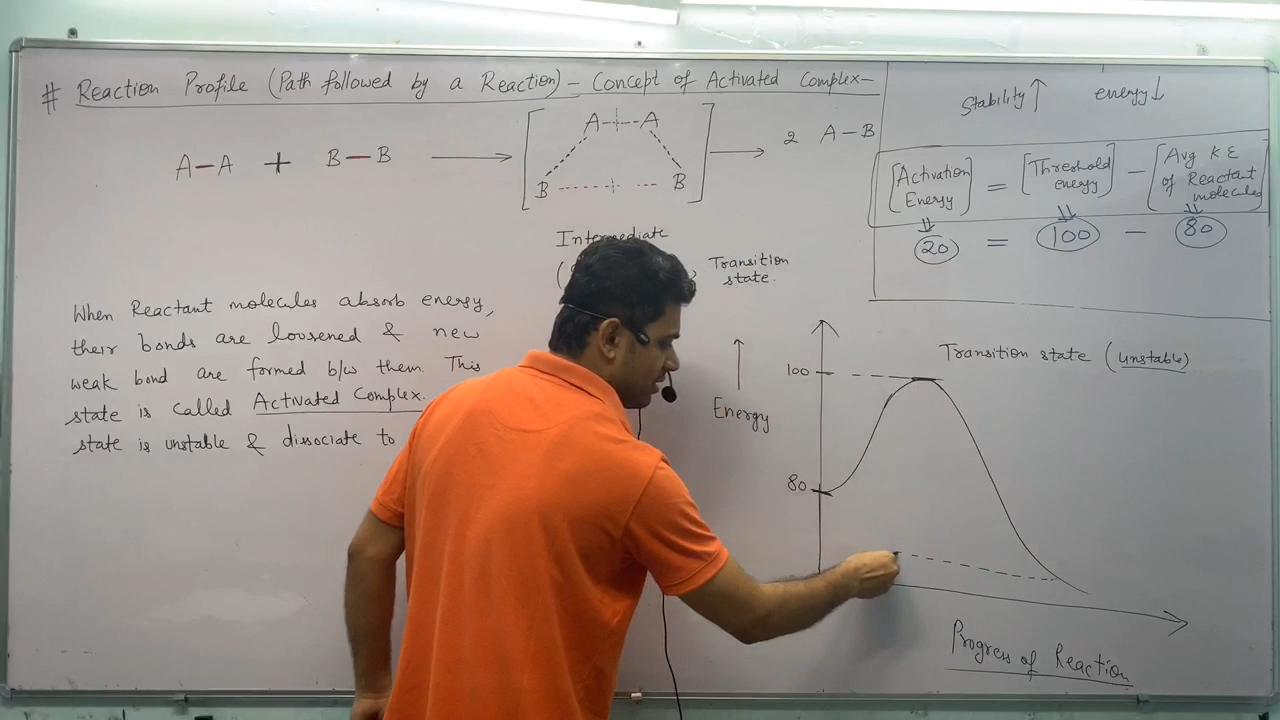 # Reaction Profile (Path followed by a Reaction) – Concept of Activated Complex –
A–A + B–B → [A---A B---B] → 2 A–B
Intermediate
Transition
state.
When Reactant molecules absorb energy,
their bonds are loosened & new
weak bond are formed b/w them. This
state is called Activated Complex.
state is unstable & dissociate to
Stability ↑ energy ↓
[Activation Energy] = [Threshold energy] – [Avg K E of Reactant molecules]
20 = 100 – 80
Transition state (unstable)
100
Energy
80
Progress of Reaction